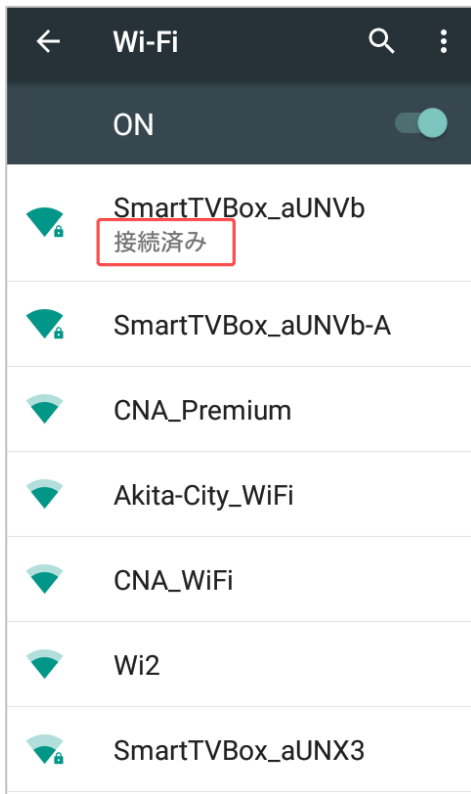 Wi-Fi
ON
SmartTVBox_aUNVb
接続済み
SmartTVBox_aUNVb-A
CNA_Premium
Akita-City_WiFi
CNA_WiFi
Wi2
SmartTVBox_aUNX3